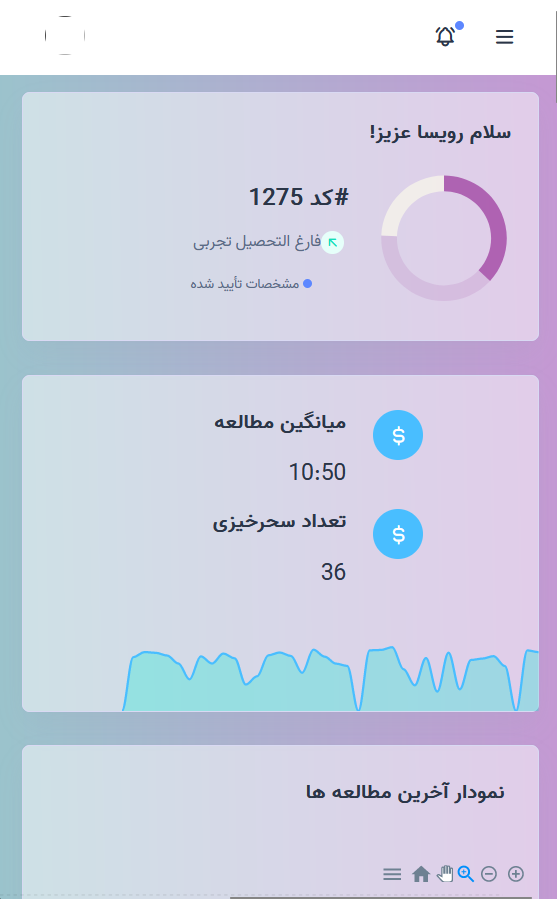 سلام رویسا عزیز!
#کد 1275
فارغ التحصیل تجربی
مشخصات تأیید شده
میانگین مطالعه
10:50
تعداد سحرخیزی
36
نمودار آخرین مطالعه ها